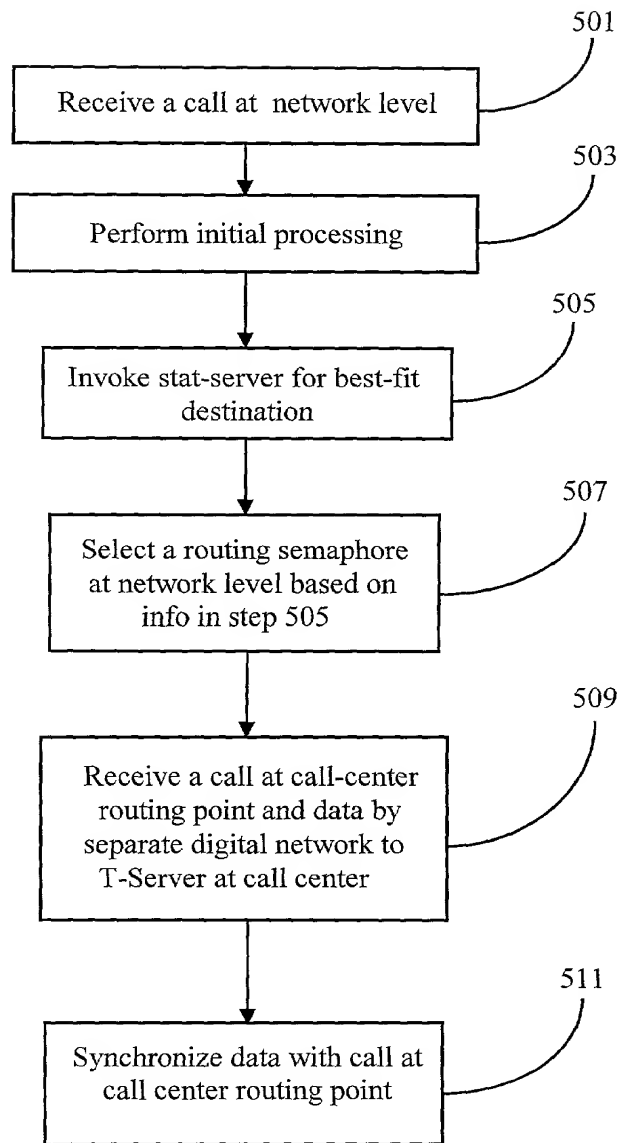 501
Receive a call at network level
503
Perform initial processing
505
Invoke stat-server for best-fit
destination
507
Select a routing semaphore
at network level based on
info in step 505
509
Receive a call at call-center
routing point and data by
separate digital network to
T-Server at call center
511
Synchronize data with call at
call center routing point